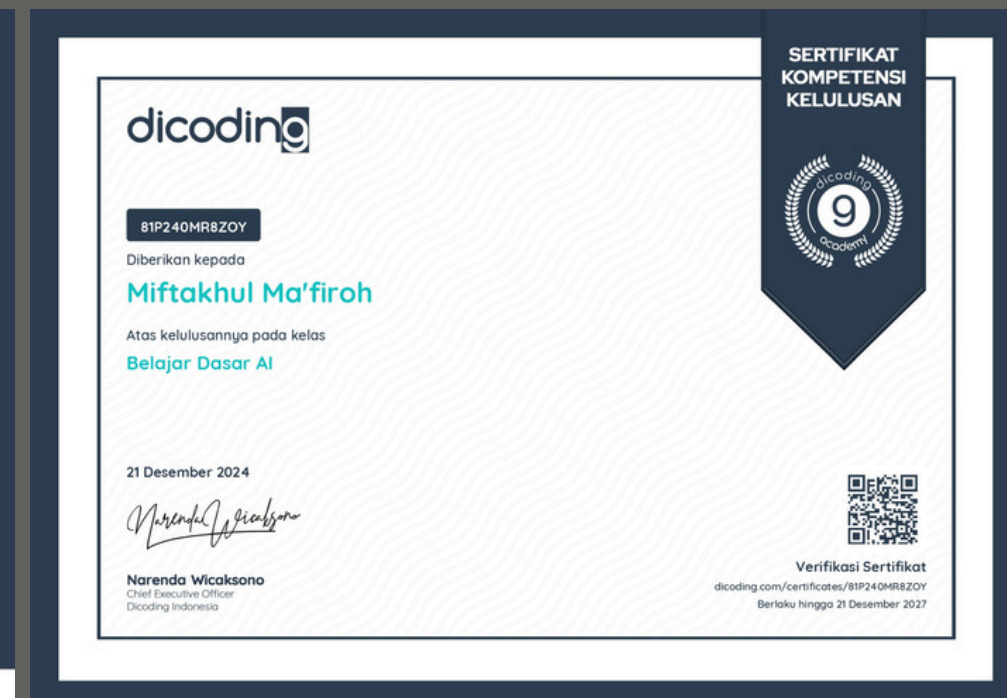 SERTIFIKAT
KOMPETENSI
KELULUSAN
dicoding
dicoding
9
academy
81P240MR8ZOY
Diberikan kepada
Miftakhul Ma'firoh
Atas kelulusannya pada kelas
Belajar Dasar AI
21 Desember 2024
Narenda Wicaksono
Narenda Wicaksono
Chief Executive Officer
Dicoding Indonesia
Verifikasi Sertifikat
dicoding.com/certificates/81P240MR8ZOY
Berlaku hingga 21 Desember 2027